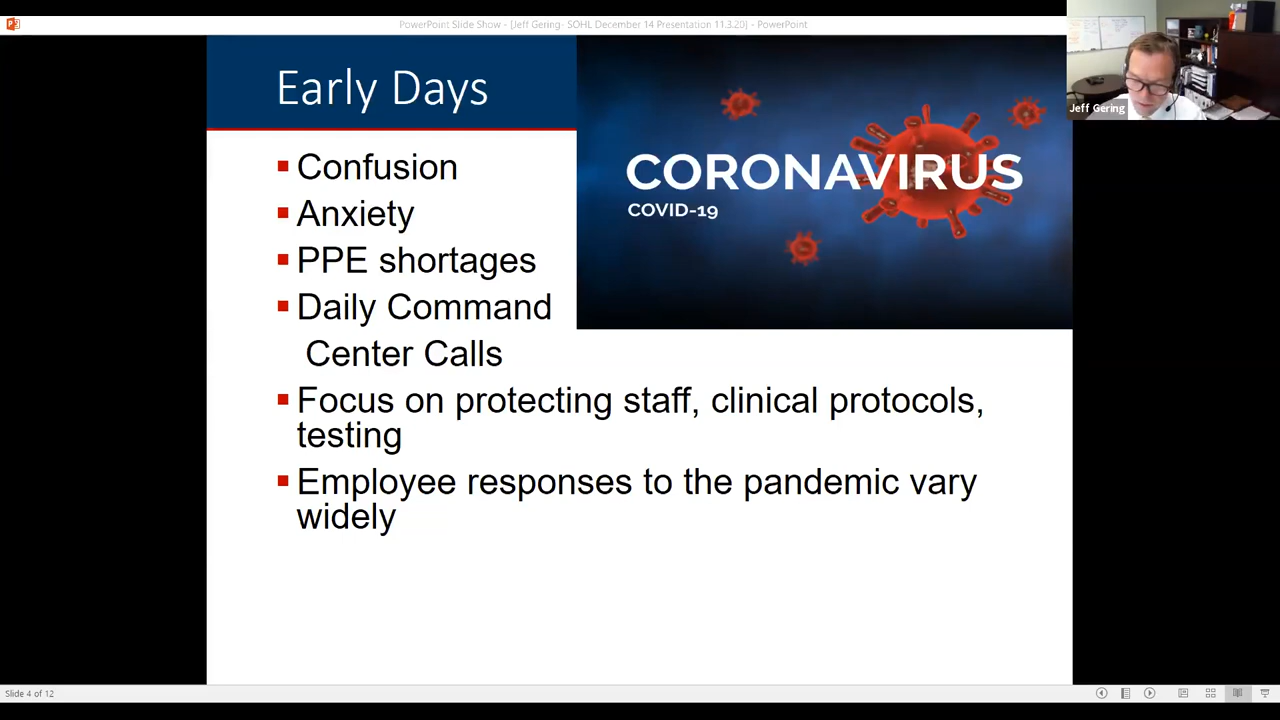 PowerPoint Slide Show - [Jeff Gering- SOHL December 14 Presentation 11.3.20] - PowerPoint
Early Days
CORONAVIRUS
COVID-19
Jeff Gering
Confusion
Anxiety
PPE shortages
Daily Command
Center Calls
Focus on protecting staff, clinical protocols,
testing
Employee responses to the pandemic vary
widely
Slide 4 of 12